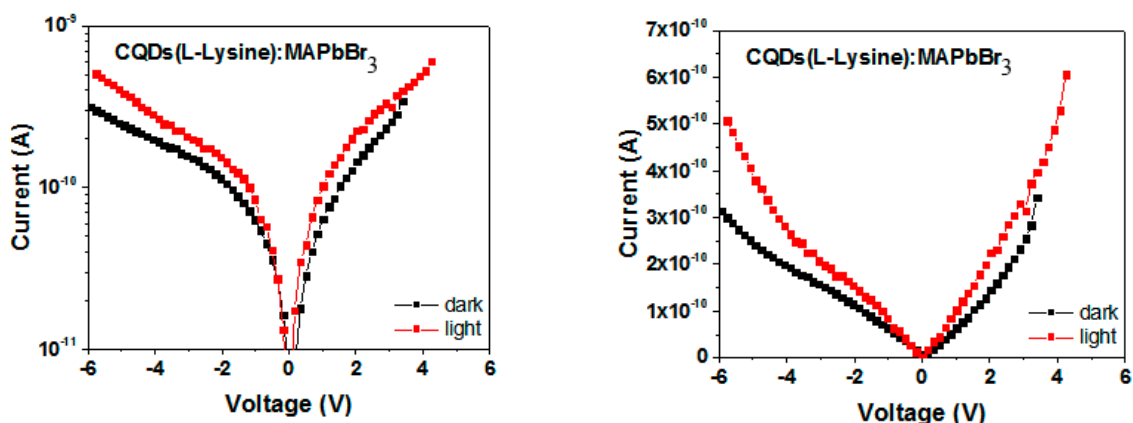 10⁻⁹
CQDs(L-Lysine):MAPbBr₃
10⁻¹⁰
10⁻¹¹
Current (A)
dark
light
-6 -4 -2 0 2 4 6
Voltage (V)
7x10⁻¹⁰
CQDs(L-Lysine):MAPbBr₃
6x10⁻¹⁰
5x10⁻¹⁰
4x10⁻¹⁰
3x10⁻¹⁰
2x10⁻¹⁰
1x10⁻¹⁰
0
Current (A)
dark
light
-6 -4 -2 0 2 4 6
Voltage (V)